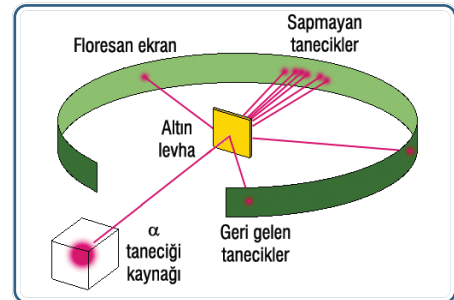 Sapmayan
tanecikler
Floresan ekran
Altın
levha
α
taneciği
kaynağı
Geri gelen
tanecikler